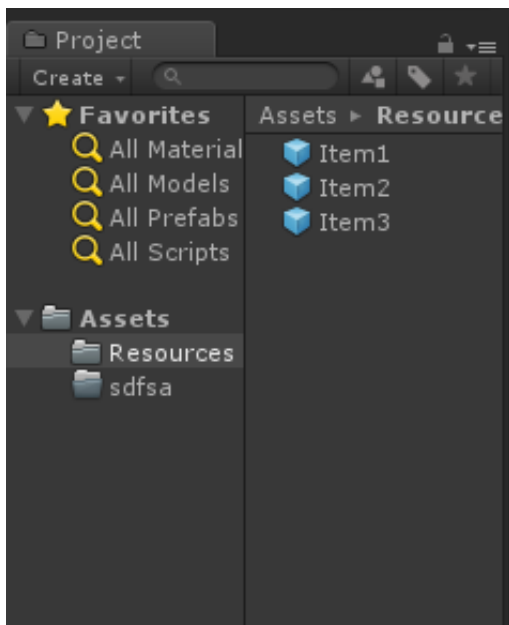 Project
Create
Favorites
All Material
All Models
All Prefabs
All Scripts
Assets
Resources
sdfsa
Assets ▸ Resource
Item1
Item2
Item3